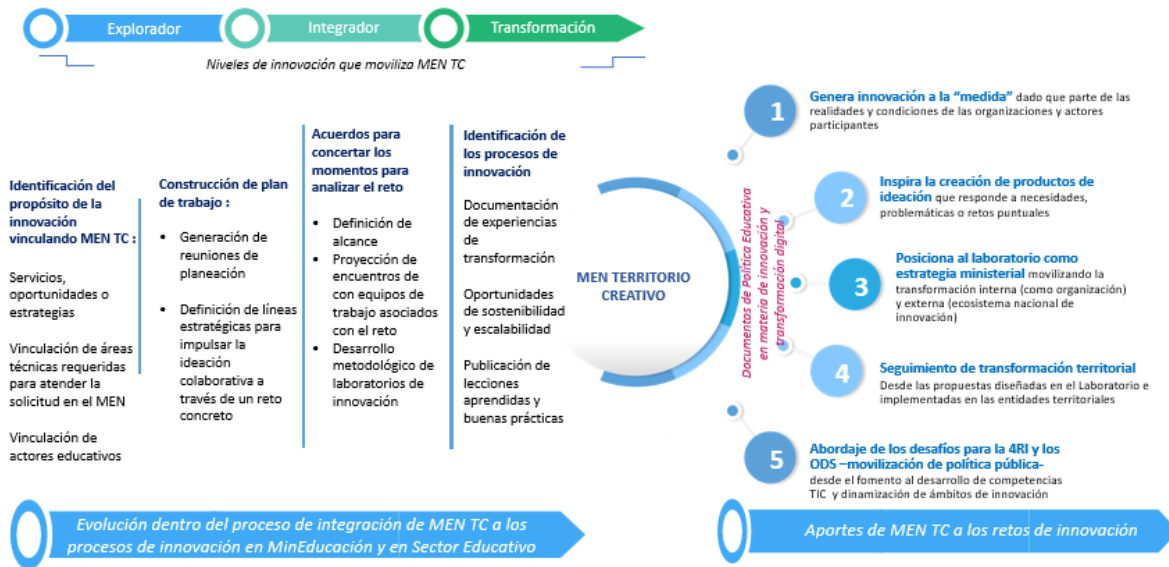 Explorador
Integrador
Transformación
Niveles de innovación que moviliza MEN TC
Identificación del
propósito de la
innovación
vinculando MEN TC :
Servicios,
oportunidades o
estrategias
Vinculación de áreas
técnicas requeridas
para atender la
solicitud en el MEN
Vinculación de
actores educativos
Construcción de plan
de trabajo :
• Generación de
reuniones de
planeación
• Definición de líneas
estratégicas para
impulsar la
ideación
colaborativa a
través de un reto
concreto
Acuerdos para
concertar los
momentos para
analizar el reto
• Definición de
alcance
• Proyección de
encuentros de
con equipos de
trabajo asociados
con el reto
• Desarrollo
metodológico de
laboratorios de
innovación
Identificación de
los procesos de
innovación
Documentación
de experiencias
de
transformación
Oportunidades
de sostenibilidad
y escalabilidad
Publicación de
lecciones
aprendidas y
buenas prácticas
MEN TERRITORIO
CREATIVO
Documentos de Política Educativa
en materia de innovación y
transformación digital
1
Genera innovación a la “medida” dado que parte de las
realidades y condiciones de las organizaciones y actores
participantes
2
Inspira la creación de productos de
ideación que responde a necesidades,
problemáticas o retos puntuales
3
Posiciona al laboratorio como
estrategia ministerial movilizando la
transformación interna (como organización)
y externa (ecosistema nacional de
innovación)
4
Seguimiento de transformación territorial
Desde las propuestas diseñadas en el Laboratorio e
implementadas en las entidades territoriales
5
Abordaje de los desafíos para la 4RI y los
ODS –movilización de política pública-
desde el fomento al desarrollo de competencias
TIC y dinamización de ámbitos de innovación
Evolución dentro del proceso de integración de MEN TC a los
procesos de innovación en MinEducación y en Sector Educativo
Aportes de MEN TC a los retos de innovación